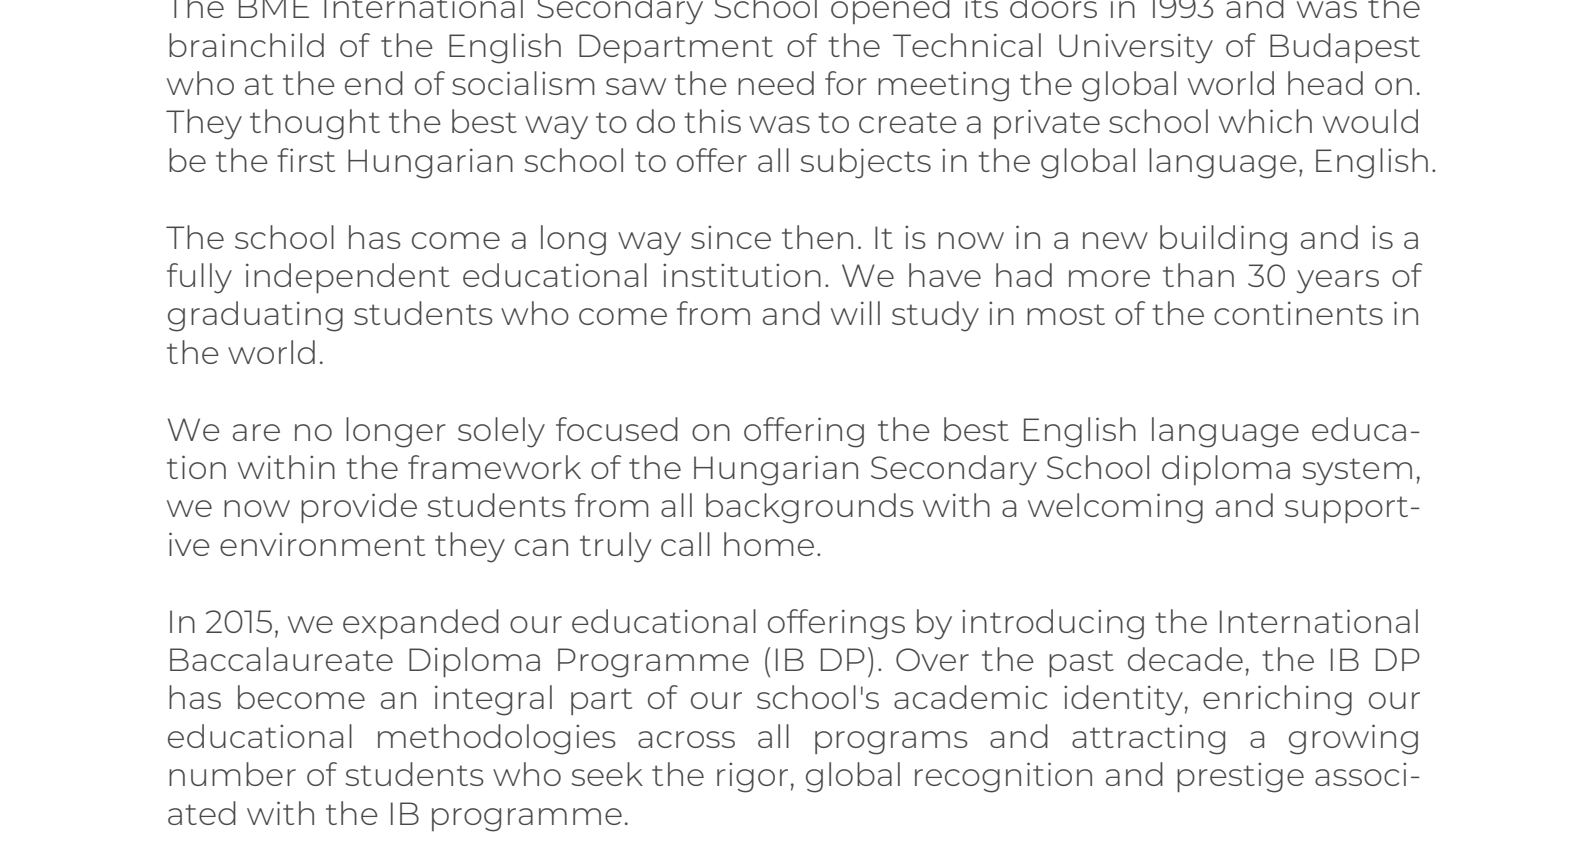 The BME International Secondary School opened its doors in 1993 and was the
brainchild of the English Department of the Technical University of Budapest
who at the end of socialism saw the need for meeting the global world head on.
They thought the best way to do this was to create a private school which would
be the first Hungarian school to offer all subjects in the global language, English.
The school has come a long way since then. It is now in a new building and is a
fully independent educational institution. We have had more than 30 years of
graduating students who come from and will study in most of the continents in
the world.
We are no longer solely focused on offering the best English language educa-
tion within the framework of the Hungarian Secondary School diploma system,
we now provide students from all backgrounds with a welcoming and support-
ive environment they can truly call home.
In 2015, we expanded our educational offerings by introducing the International
Baccalaureate Diploma Programme (IB DP). Over the past decade, the IB DP
has become an integral part of our school's academic identity, enriching our
educational methodologies across all programs and attracting a growing
number of students who seek the rigor, global recognition and prestige associ-
ated with the IB programme.